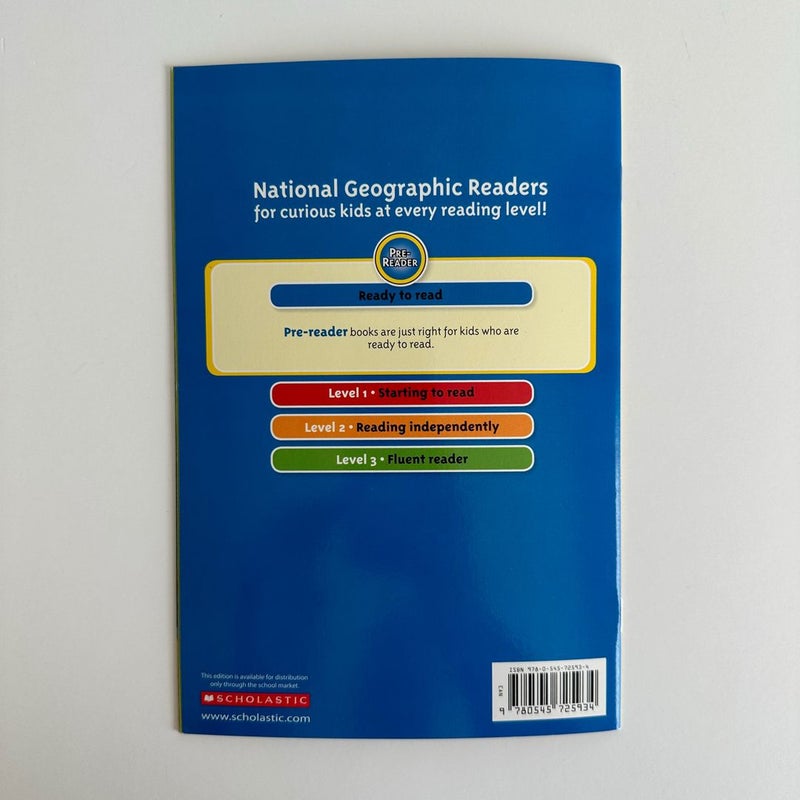 National Geographic Readers
for curious kids at every reading level!
PRE-
READER
Ready to read
Pre-reader books are just right for kids who are
ready to read.
Level 1 • Starting to read
Level 2 • Reading independently
Level 3 • Fluent reader
This edition is available for distribution
only through the school market.
SCHOLASTIC
www.scholastic.com
ISBN 978-0-545-72593-4
CAN
9 780545 725934